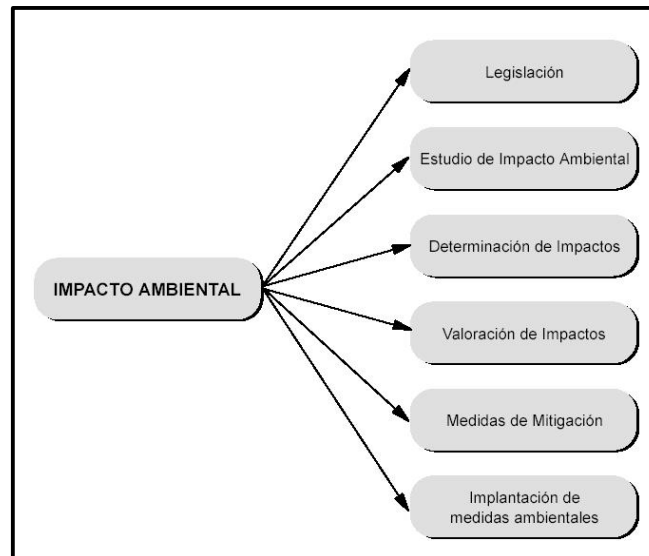 IMPACTO AMBIENTAL
Legislación
Estudio de Impacto Ambiental
Determinación de Impactos
Valoración de Impactos
Medidas de Mitigación
Implantación de
medidas ambientales